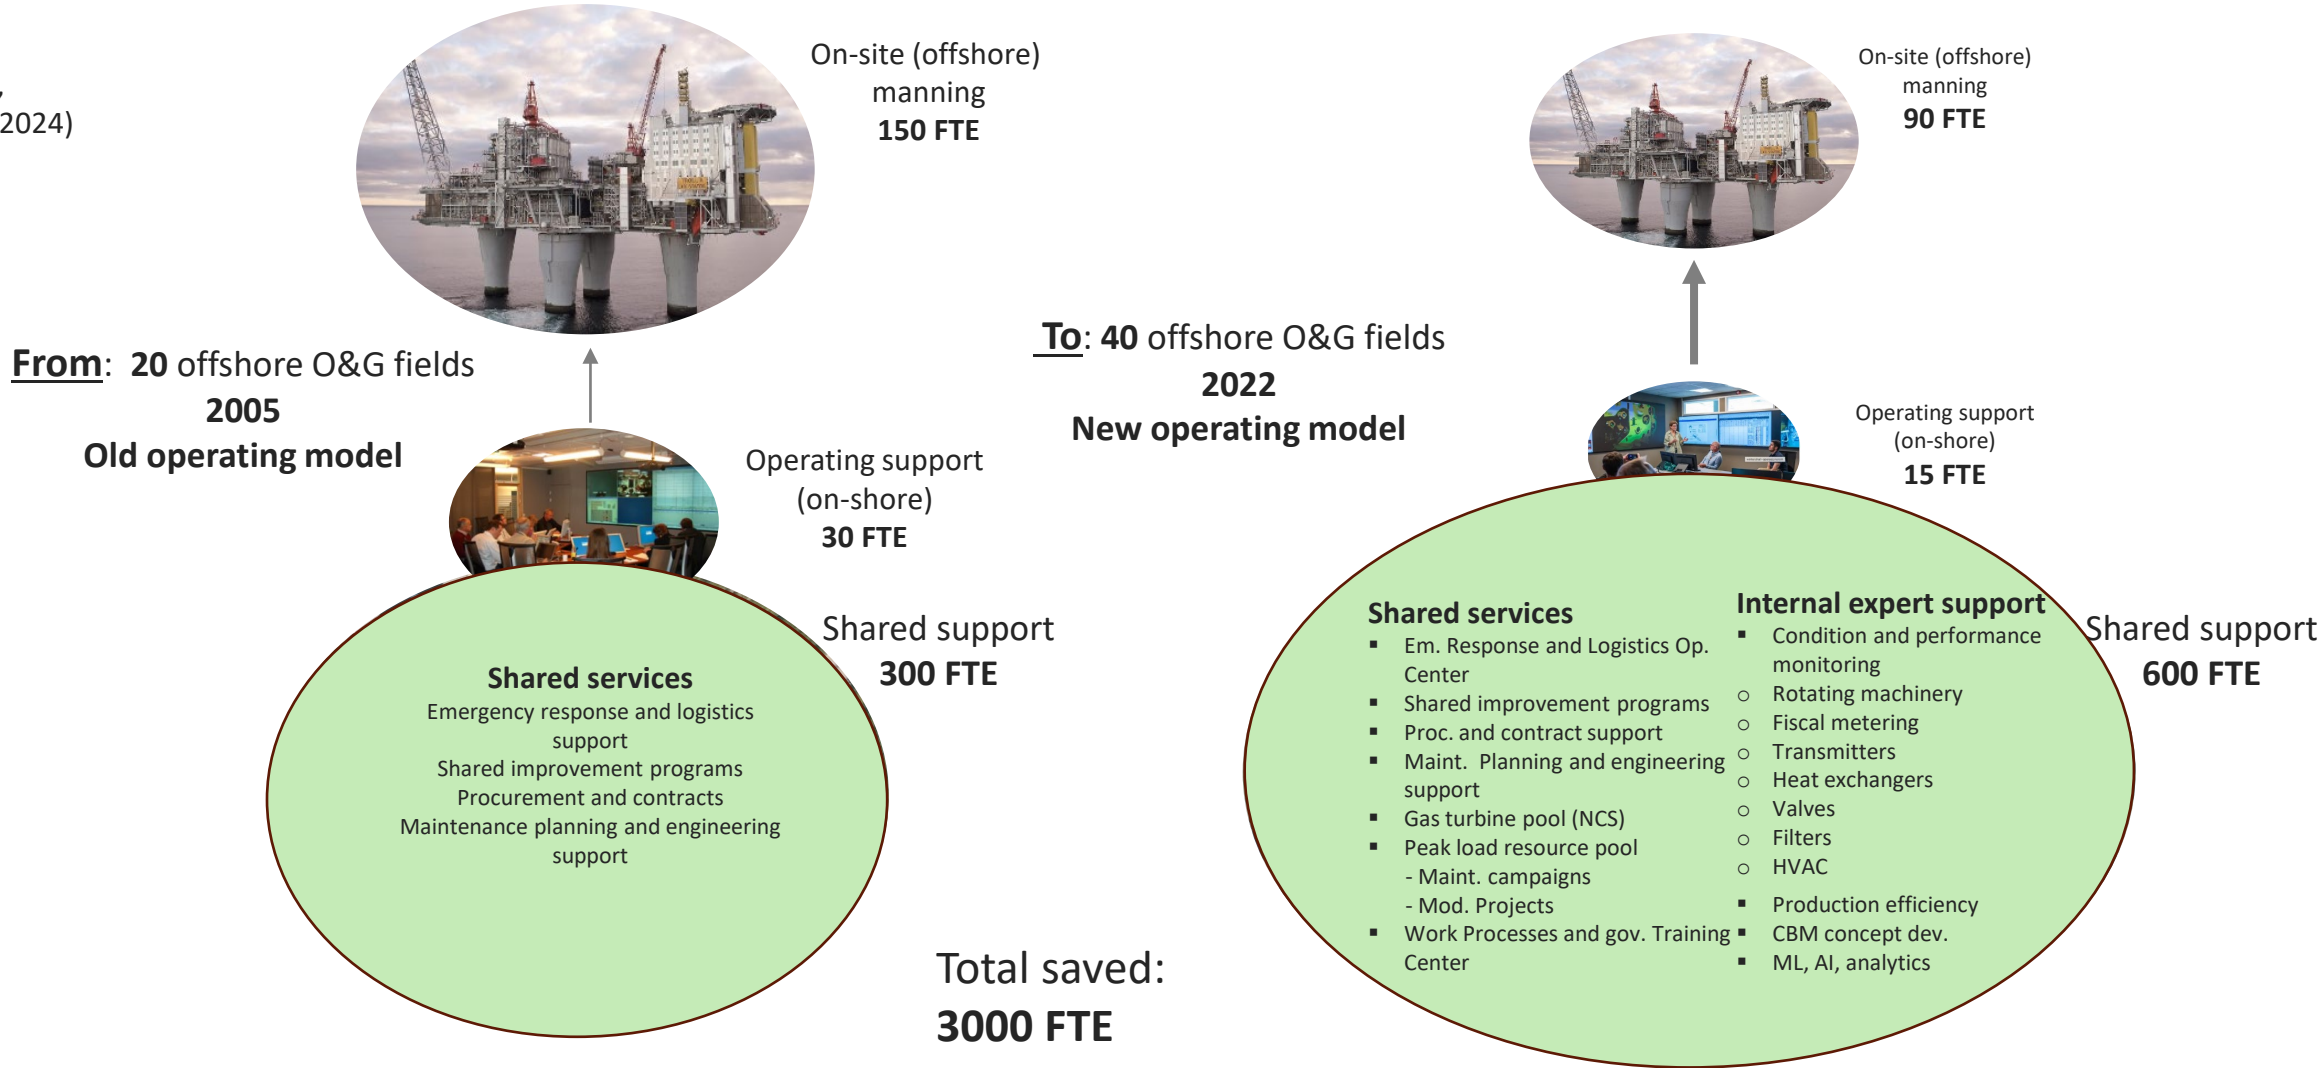 2024)
On-site (offshore)
manning
150 FTE
From: 20 offshore O&G fields
2005
Old operating model
Operating support
(on-shore)
30 FTE
Shared support
300 FTE
Shared services
Emergency response and logistics
support
Shared improvement programs
Procurement and contracts
Maintenance planning and engineering
support
Total saved:
3000 FTE
On-site (offshore)
manning
90 FTE
To: 40 offshore O&G fields
2022
New operating model
Operating support
(on-shore)
15 FTE
Shared support
600 FTE
Shared services
▪ Em. Response and Logistics Op.
Center
▪ Shared improvement programs
▪ Proc. and contract support
▪ Maint. Planning and engineering
support
▪ Gas turbine pool (NCS)
▪ Peak load resource pool
- Maint. campaigns
- Mod. Projects
▪ Work Processes and gov. Training
Center
Internal expert support
▪ Condition and performance
monitoring
o Rotating machinery
o Fiscal metering
o Transmitters
o Heat exchangers
o Valves
o Filters
o HVAC
▪ Production efficiency
▪ CBM concept dev.
▪ ML, AI, analytics